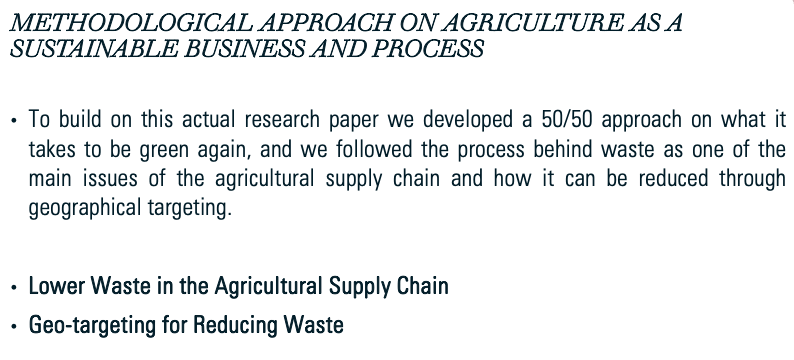 METHODOLOGICAL APPROACH ON AGRICULTURE AS A
SUSTAINABLE BUSINESS AND PROCESS
• To build on this actual research paper we developed a 50/50 approach on what it
takes to be green again, and we followed the process behind waste as one of the
main issues of the agricultural supply chain and how it can be reduced through
geographical targeting.
• Lower Waste in the Agricultural Supply Chain
• Geo-targeting for Reducing Waste